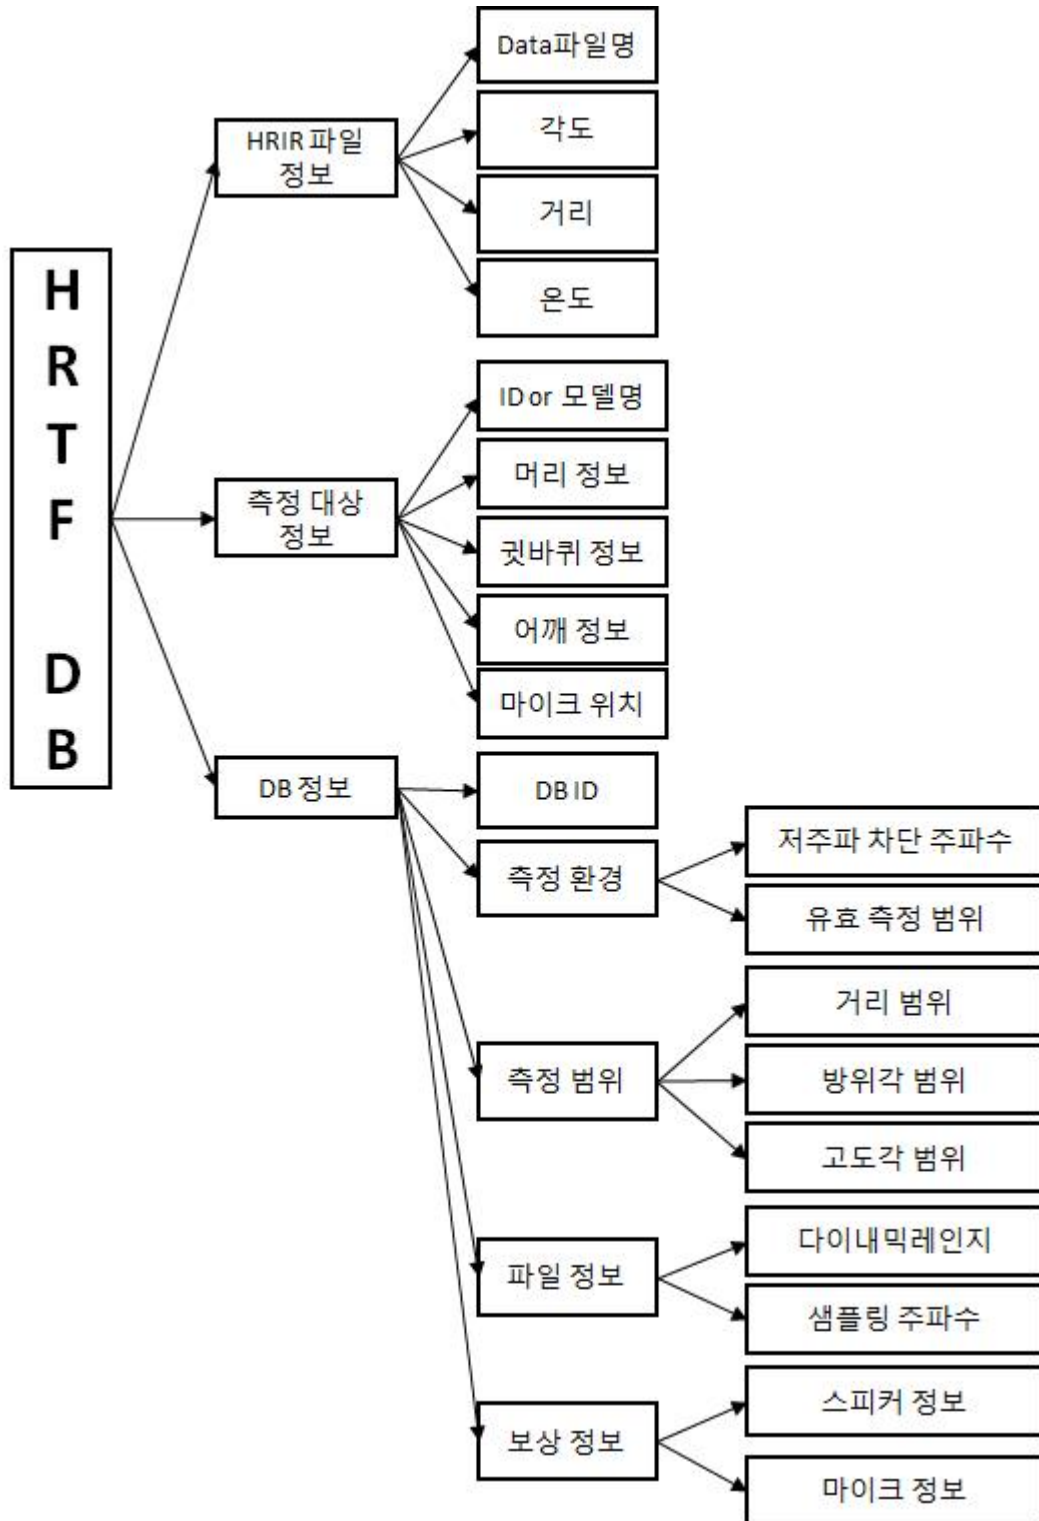 H
R
T
F
D
B
HRIR 파일
정보
Data파일명
각도
거리
온도
측정 대상
정보
ID or 모델명
머리 정보
귓바퀴 정보
어깨 정보
마이크 위치
DB 정보
DB ID
측정 환경
저주파 차단 주파수
유효 측정 범위
측정 범위
거리 범위
방위각 범위
고도각 범위
파일 정보
다이내믹레인지
샘플링 주파수
보상 정보
스피커 정보
마이크 정보